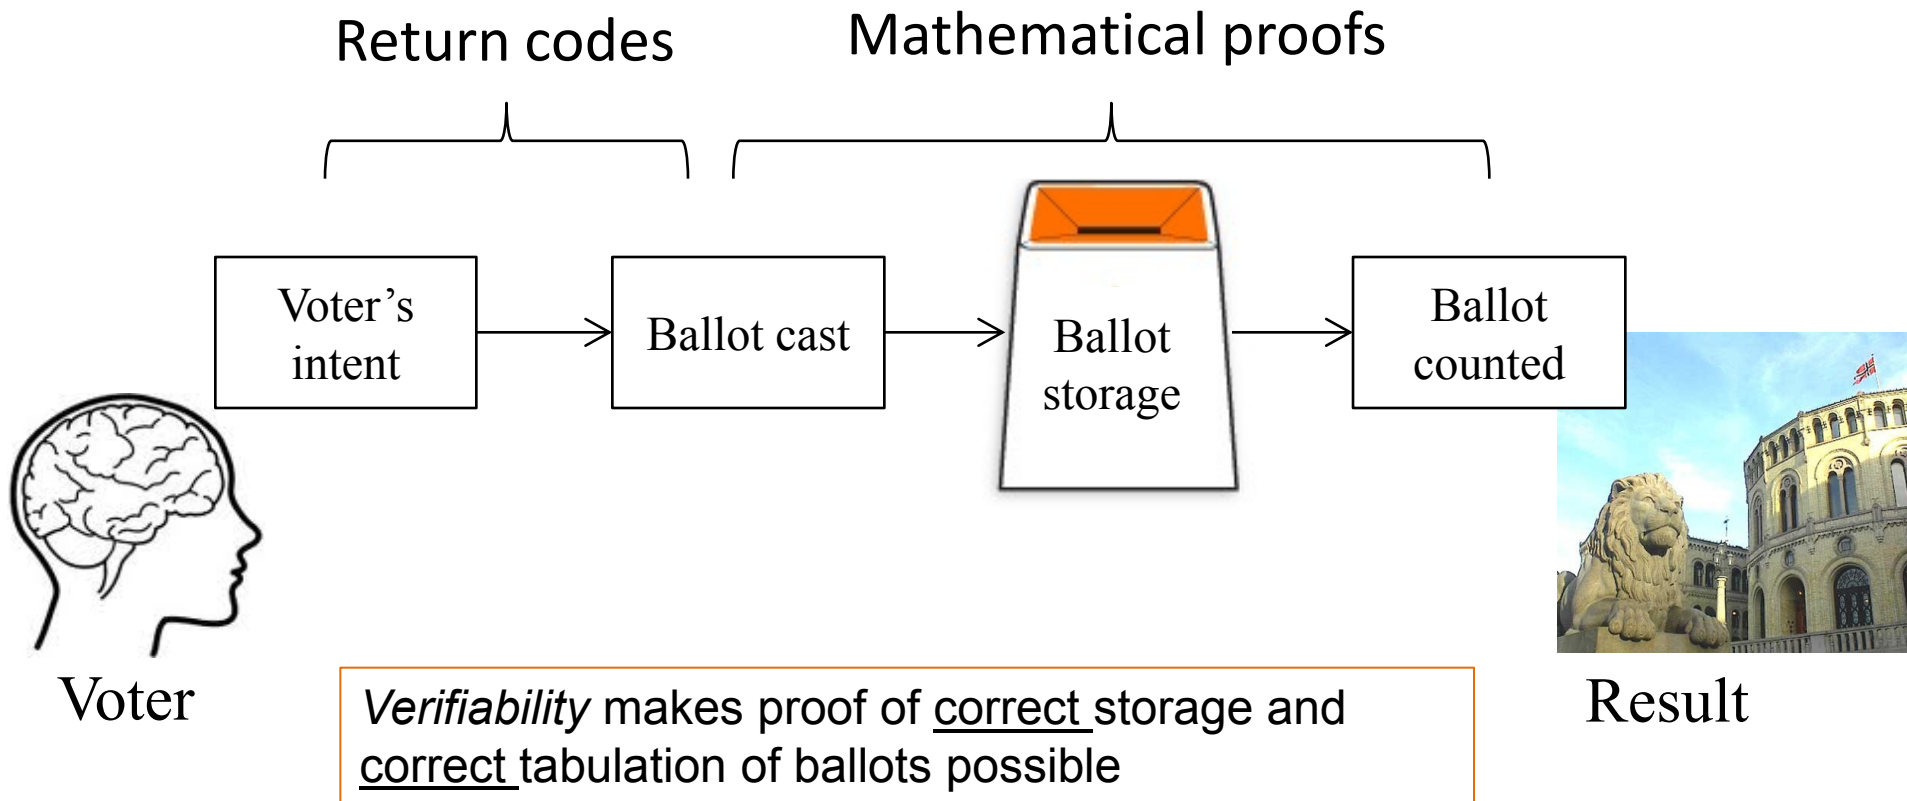 Return codes
Mathematical proofs
Voter’s
intent
Ballot cast
Ballot
storage
Ballot
counted
Voter
Result
Verifiability makes proof of correct storage and
correct tabulation of ballots possible